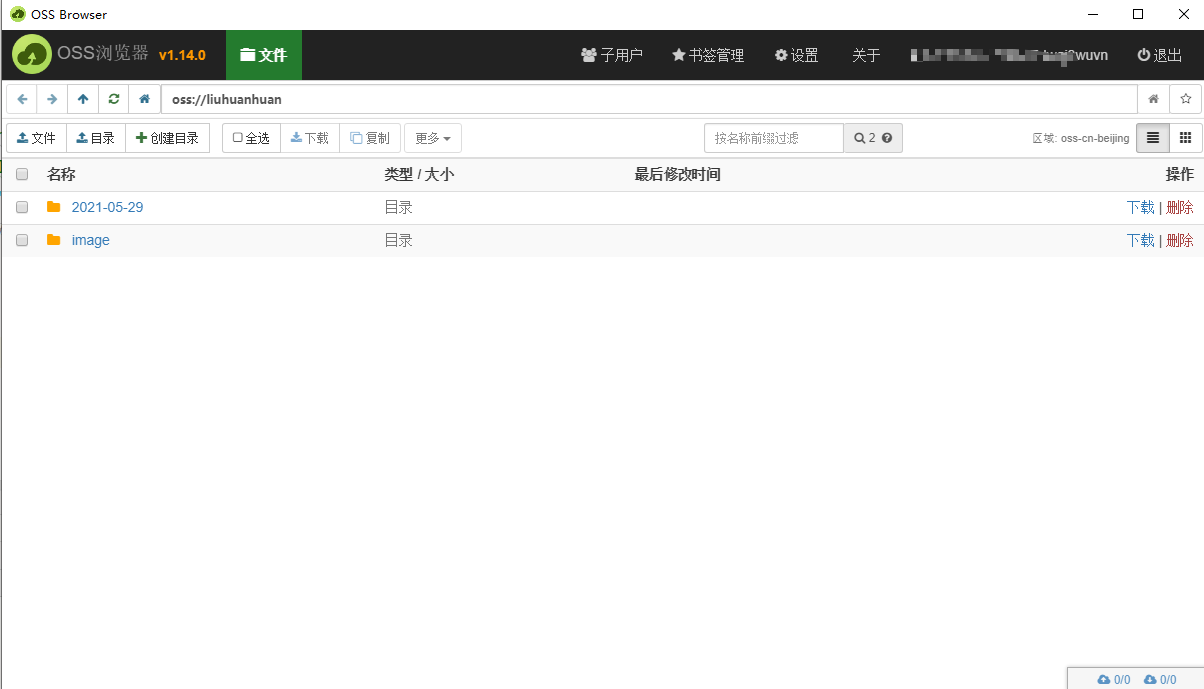 OSS Browser
OSS浏览器 v1.14.0 文件 子用户 书签管理 设置 关于 wuvn 退出
oss://liuhuanhuan
文件 目录 创建目录 全选 下载 复制 更多 按名称前缀过滤 2 区域: oss-cn-beijing
名称 类型 / 大小 最后修改时间 操作
2021-05-29 目录 下载 | 删除
image 目录 下载 | 删除
0/0 0/0